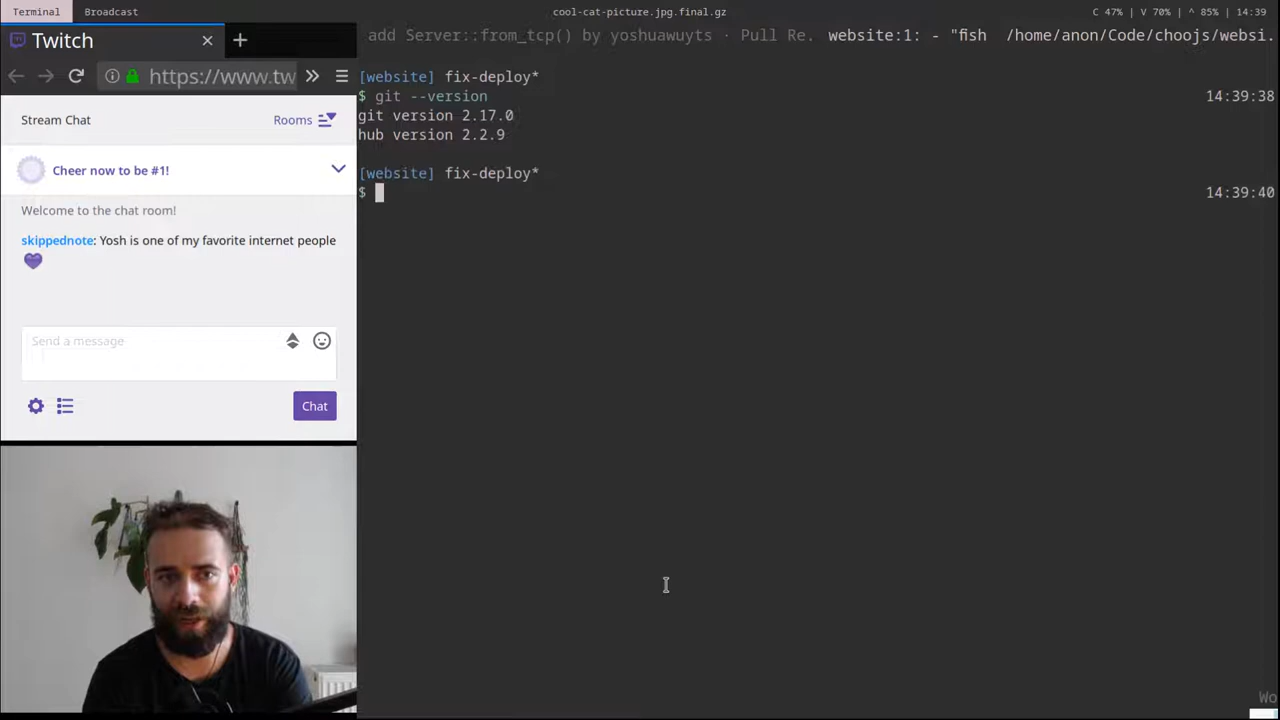 Terminal
Broadcast
cool-cat-picture.jpg.final.gz
C 47% | V 70% | ^ 85% | 14:39
Twitch
https://www.tw
Stream Chat
Rooms
Cheer now to be #1!
Welcome to the chat room!
skippednote: Yosh is one of my favorite internet people
Send a message
Chat
add Server::from_tcp() by yoshuawuyts · Pull Re.
website:1: - "fish /home/anon/Code/choojs/websi.
[website] fix-deploy*
$ git --version 14:39:38
git version 2.17.0
hub version 2.2.9
[website] fix-deploy*
$ 14:39:40
Wo